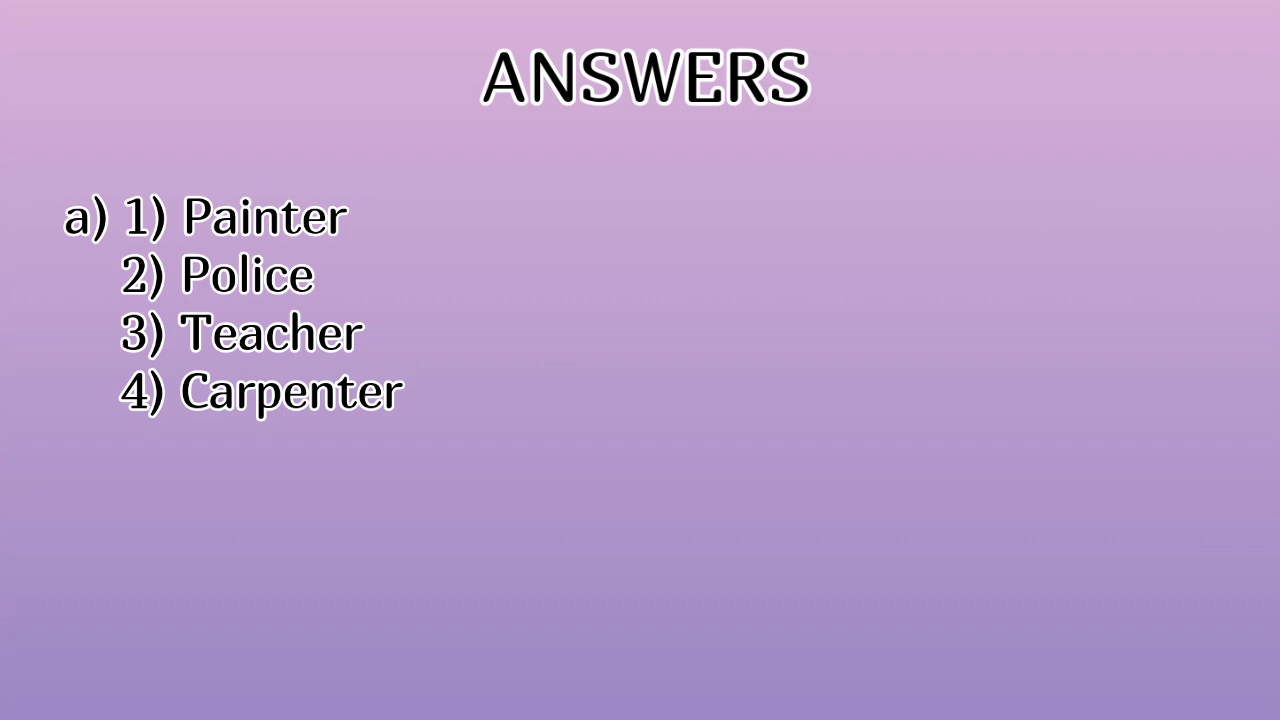 ANSWERS
a) 1) Painter
2) Police
3) Teacher
4) Carpenter